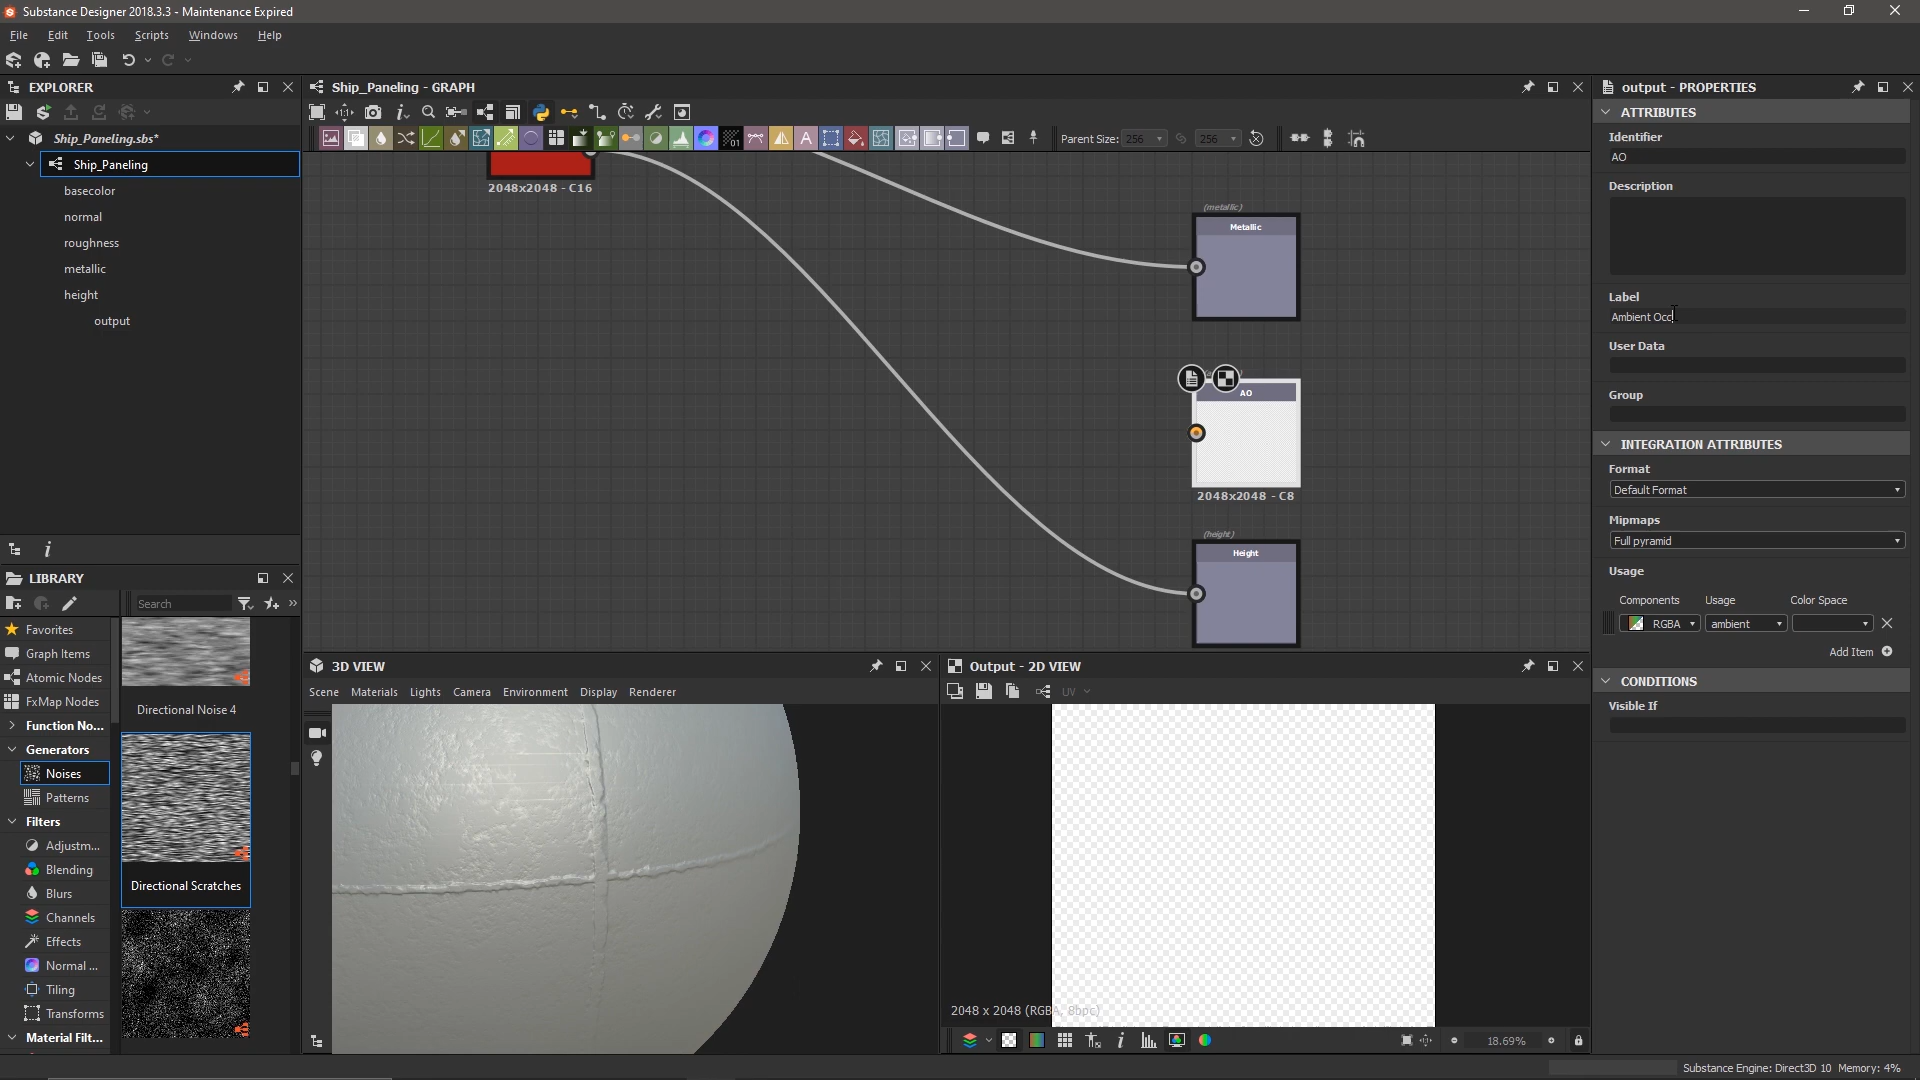 Substance Designer 2018.3.3 - Maintenance Expired
File Edit Tools Scripts Windows Help
EXPLORER
Ship_Paneling.sbs*
Ship_Paneling
basecolor
normal
roughness
metallic
height
output
LIBRARY
Search
Favorites
Graph Items
Atomic Nodes
FxMap Nodes
Function No...
Generators
Noises
Patterns
Filters
Adjustm...
Blending
Blurs
Channels
Effects
Normal ...
Tiling
Transforms
Material Filt...
Directional Noise 4
Directional Scratches
Ship_Paneling - GRAPH
Parent Size: 256 256
2048x2048 - C16
(metallic)
Metallic
AO
2048x2048 - C8
(height)
Height
3D VIEW
Scene Materials Lights Camera Environment Display Renderer
Output - 2D VIEW
UV
2048 x 2048 (RGBA, 8bpc)
18.69%
output - PROPERTIES
ATTRIBUTES
Identifier
AO
Description
Label
Ambient Occ
User Data
Group
INTEGRATION ATTRIBUTES
Format
Default Format
Mipmaps
Full pyramid
Usage
Components Usage Color Space
RGBA ambient
Add Item
CONDITIONS
Visible If
Substance Engine: Direct3D 10 Memory: 4%